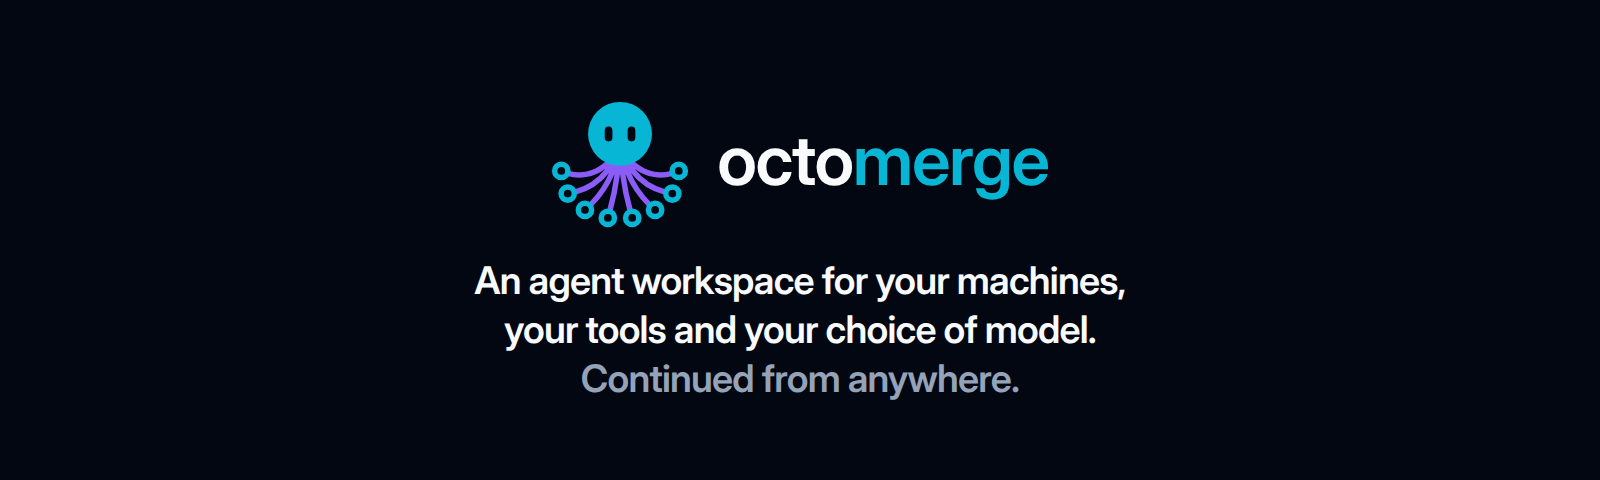 octomerge
An agent workspace for your machines,
your tools and your choice of model.
Continued from anywhere.